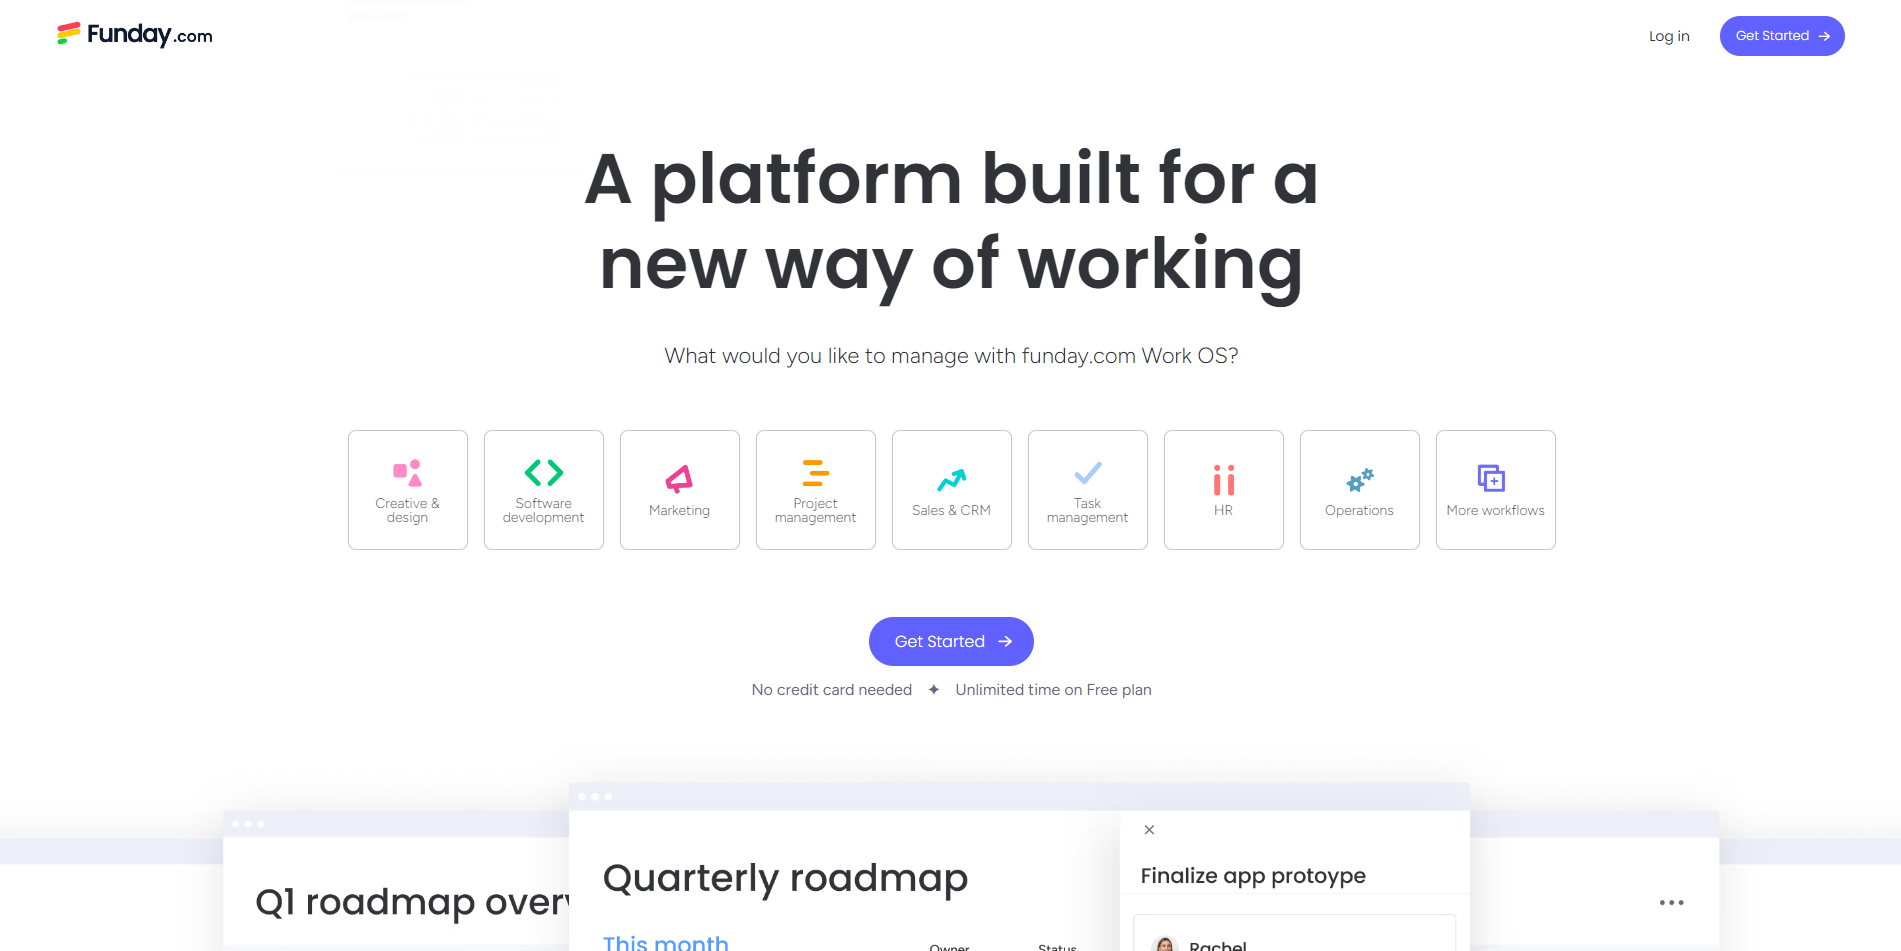 Funday.com
Log in
Get Started
A platform built for a
new way of working
What would you like to manage with funday.com Work OS?
Creative &
design
Software
development
Marketing
Project
management
Sales & CRM
Task
management
HR
Operations
More workflows
Get Started
No credit card needed ✦ Unlimited time on Free plan
Q1 roadmap over
Quarterly roadmap
This month
Owner
Status
Finalize app protoype
Rachel